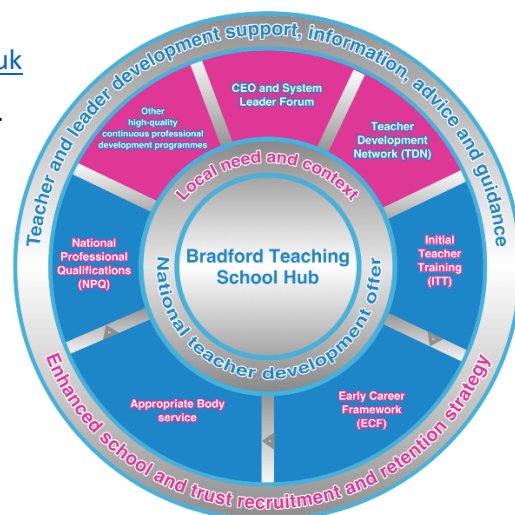 uk
.
Teacher and leader development support, information, advice and guidance
CEO and System
Leader Forum
Other
high-quality
continuous professional
development programmes
Teacher
Development
Network (TDN)
Local need and context
National
Professional
Qualifications
(NPQ)
Bradford Teaching
School Hub
Initial
Teacher
Training
(ITT)
National teacher development offer
Appropriate Body
service
Early Career
Framework
(ECF)
Enhanced school and trust recruitment and retention strategy